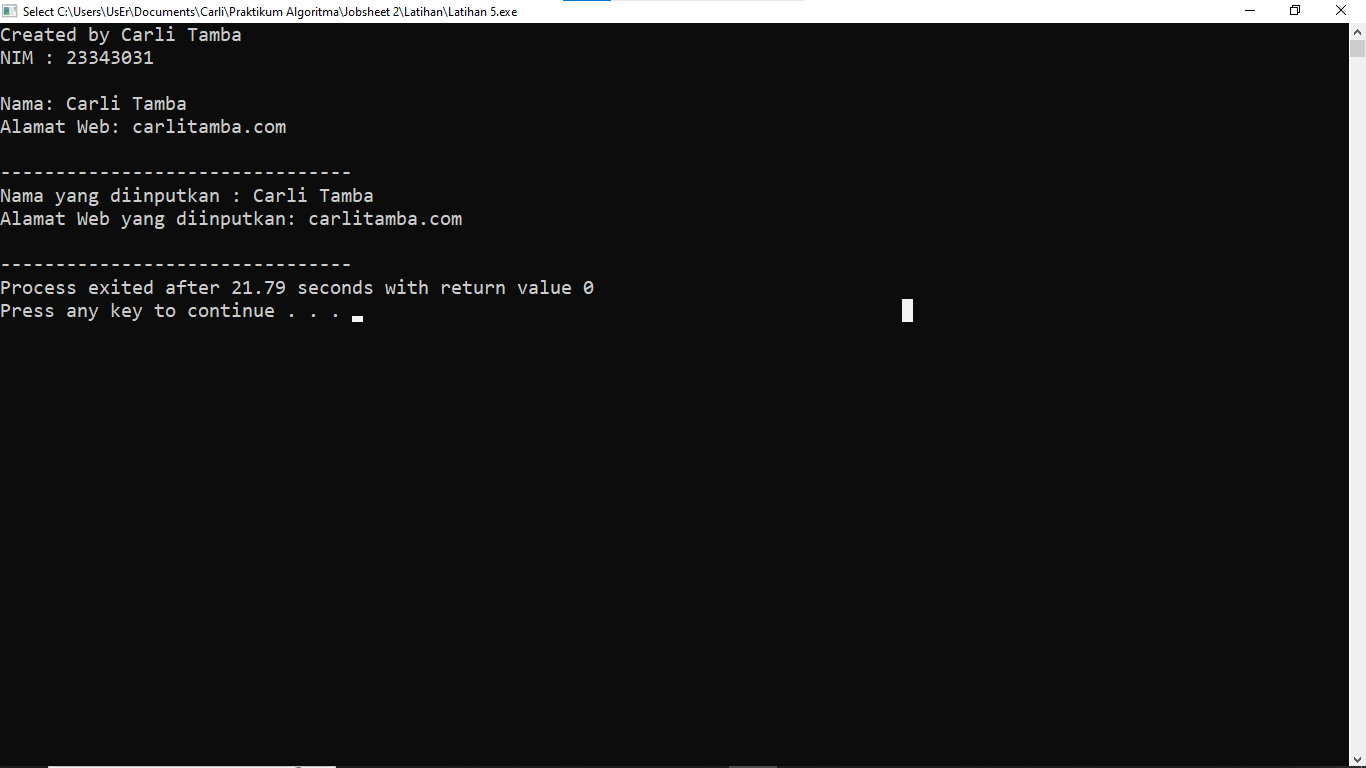 Select C:\Users\UsEr\Documents\Carli\Praktikum Algoritma\Jobsheet 2\Latihan\Latihan 5.exe
Created by Carli Tamba
NIM : 23343031
Nama: Carli Tamba
Alamat Web: carlitamba.com
--------------------------------
Nama yang diinputkan : Carli Tamba
Alamat Web yang diinputkan: carlitamba.com
--------------------------------
Process exited after 21.79 seconds with return value 0
Press any key to continue . . .